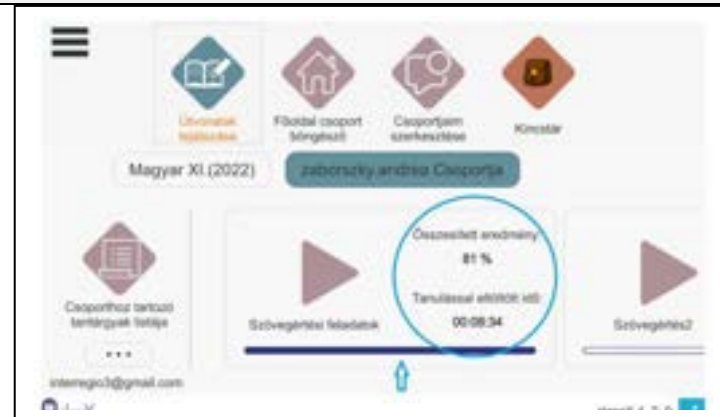 Útvonalak
lejátszása
Főoldal csoport
böngésző
Csoportjaim
szerkesztése
Kincstár
Magyar XI.(2022)
zaborszky.andrea Csoportja
Csoporthoz tartozó
tantárgyak listája
...
Szövegértési feladatok
Összesített eredmény:
81 %
Tanulással eltöltött idő:
00:08:34
Szövegértés2
interregio3@gmail.com